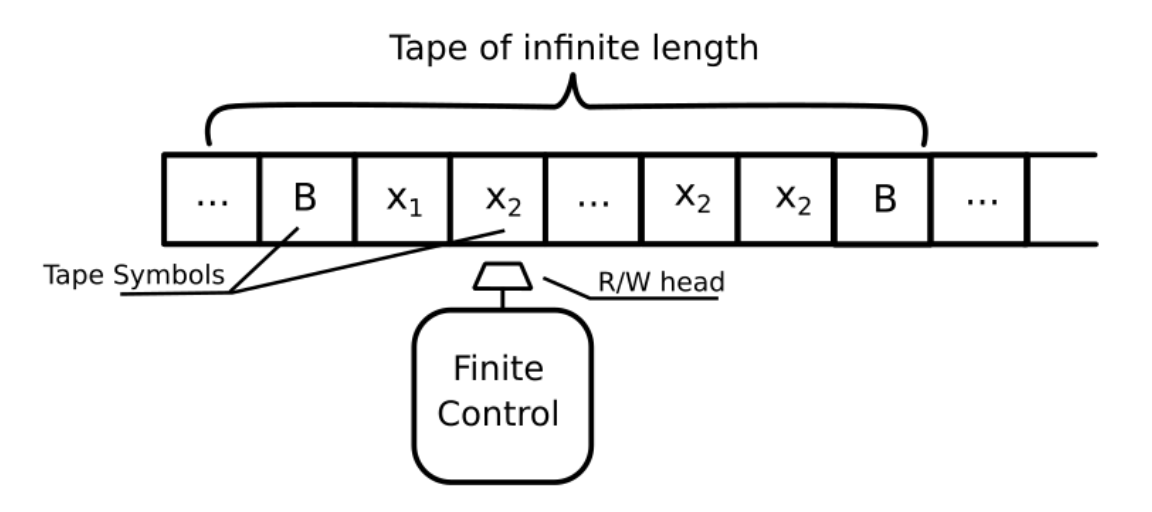 Tape of infinite length
... B x₁ x₂ ... x₂ x₂ B ...
Tape Symbols
R/W head
Finite
Control